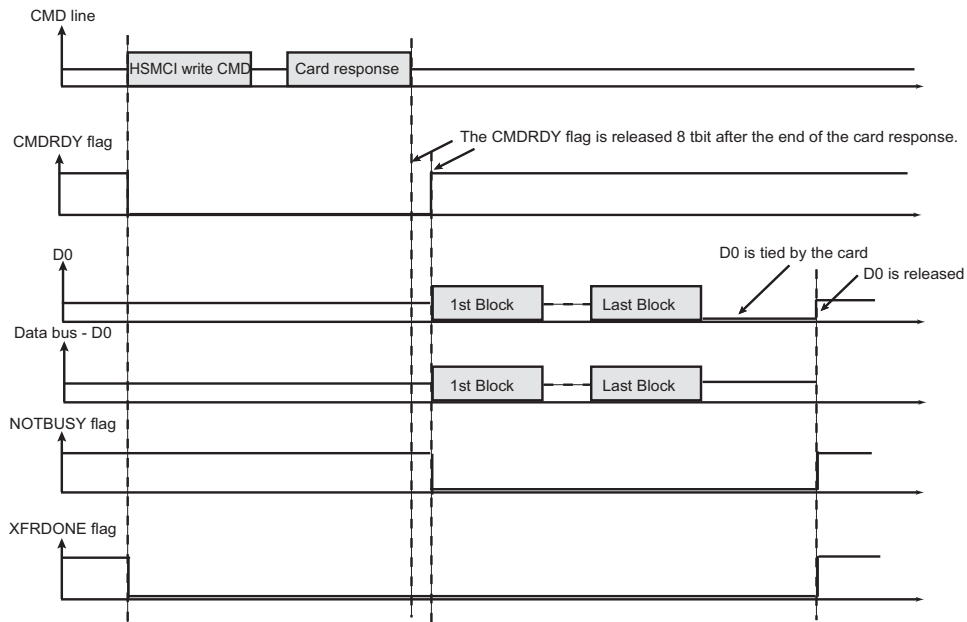 CMD line
HSMCI write CMD
Card response
The CMDRDY flag is released 8 tbit after the end of the card response.
CMDRDY flag
D0
1st Block
Last Block
D0 is tied by the card
D0 is released
Data bus - D0
1st Block
Last Block
NOTBUSY flag
XFRDONE flag